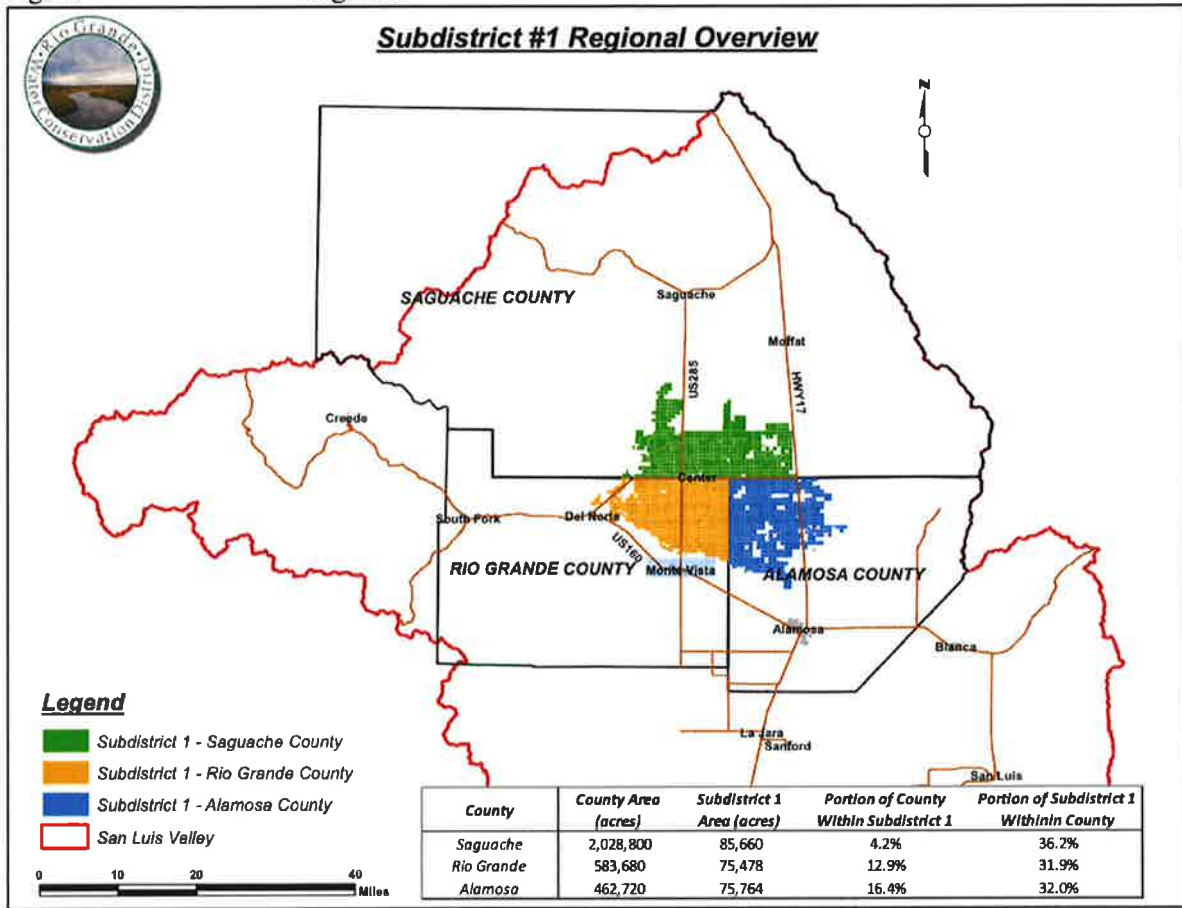 Subdistrict #1 Regional Overview
Rio Grande
Water Conservation District
N
SAGUACHE COUNTY
Saguache
Moffat
US285
HWY17
Creede
Center
South Fork
Del Norte
US160
RIO GRANDE COUNTY
Monte Vista
ALAMOSA COUNTY
Alamosa
Blanca
La Jara
Sanford
San Luis
Legend
Subdistrict 1 - Saguache County
Subdistrict 1 - Rio Grande County
Subdistrict 1 - Alamosa County
San Luis Valley
0 10 20 40
Miles
County County Area (acres) Subdistrict 1 Area (acres) Portion of County Within Subdistrict 1 Portion of Subdistrict 1 Withinin County
Saguache 2,028,800 85,660 4.2% 36.2%
Rio Grande 583,680 75,478 12.9% 31.9%
Alamosa 462,720 75,764 16.4% 32.0%